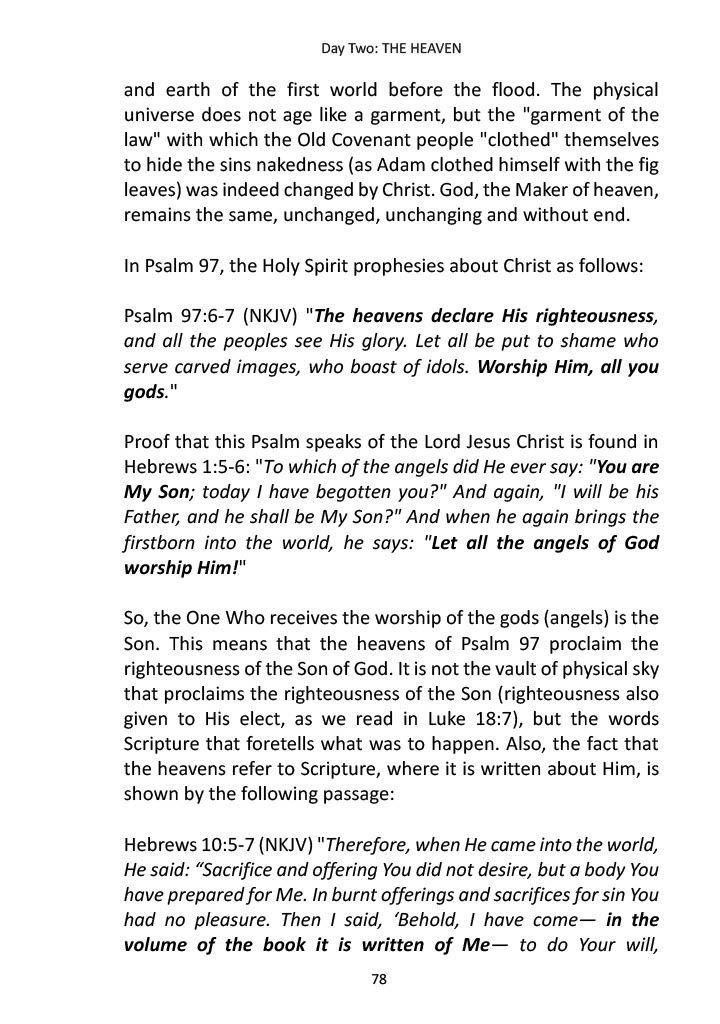 Day Two: THE HEAVEN
and earth of the first world before the flood. The physical
universe does not age like a garment, but the "garment of the
law" with which the Old Covenant people "clothed" themselves
to hide the sins nakedness (as Adam clothed himself with the fig
leaves) was indeed changed by Christ. God, the Maker of heaven,
remains the same, unchanged, unchanging and without end.
In Psalm 97, the Holy Spirit prophesies about Christ as follows:
Psalm 97:6-7 (NKJV) "The heavens declare His righteousness,
and all the peoples see His glory. Let all be put to shame who
serve carved images, who boast of idols. Worship Him, all you
gods."
Proof that this Psalm speaks of the Lord Jesus Christ is found in
Hebrews 1:5-6: "To which of the angels did He ever say: "You are
My Son; today I have begotten you?" And again, "I will be his
Father, and he shall be My Son?" And when he again brings the
firstborn into the world, he says: "Let all the angels of God
worship Him!"
So, the One Who receives the worship of the gods (angels) is the
Son. This means that the heavens of Psalm 97 proclaim the
righteousness of the Son of God. It is not the vault of physical sky
that proclaims the righteousness of the Son (righteousness also
given to His elect, as we read in Luke 18:7), but the words
Scripture that foretells what was to happen. Also, the fact that
the heavens refer to Scripture, where it is written about Him, is
shown by the following passage:
Hebrews 10:5-7 (NKJV) "Therefore, when He came into the world,
He said: “Sacrifice and offering You did not desire, but a body You
have prepared for Me. In burnt offerings and sacrifices for sin You
had no pleasure. Then I said, ‘Behold, I have come— in the
volume of the book it is written of Me— to do Your will,
78